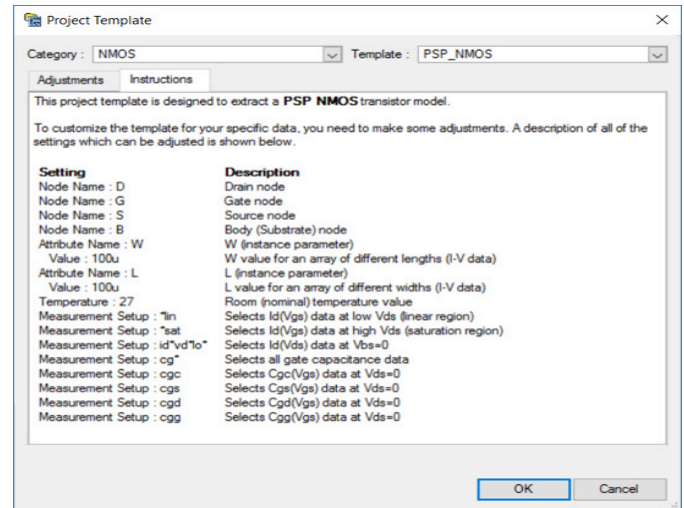 Project Template
Category : NMOS Template : PSP_NMOS
Adjustments Instructions
This project template is designed to extract a PSP NMOS transistor model.
To customize the template for your specific data, you need to make some adjustments. A description of all of the
settings which can be adjusted is shown below.
Setting Description
Node Name : D Drain node
Node Name : G Gate node
Node Name : S Source node
Node Name : B Body (Substrate) node
Attribute Name : W W (instance parameter)
Value : 100u W value for an array of different lengths (I-V data)
Attribute Name : L L (instance parameter)
Value : 100u L value for an array of different widths (I-V data)
Temperature : 27 Room (nominal) temperature value
Measurement Setup : *lin Selects Id(Vgs) data at low Vds (linear region)
Measurement Setup : *sat Selects Id(Vgs) data at high Vds (saturation region)
Measurement Setup : id*vd*lo* Selects Id(Vds) data at Vbs=0
Measurement Setup : cg* Selects all gate capacitance data
Measurement Setup : cgc Selects Cgc(Vgs) data at Vds=0
Measurement Setup : cgs Selects Cgs(Vgs) data at Vds=0
Measurement Setup : cgd Selects Cgd(Vgs) data at Vds=0
Measurement Setup : cgg Selects Cgg(Vgs) data at Vds=0
OK Cancel